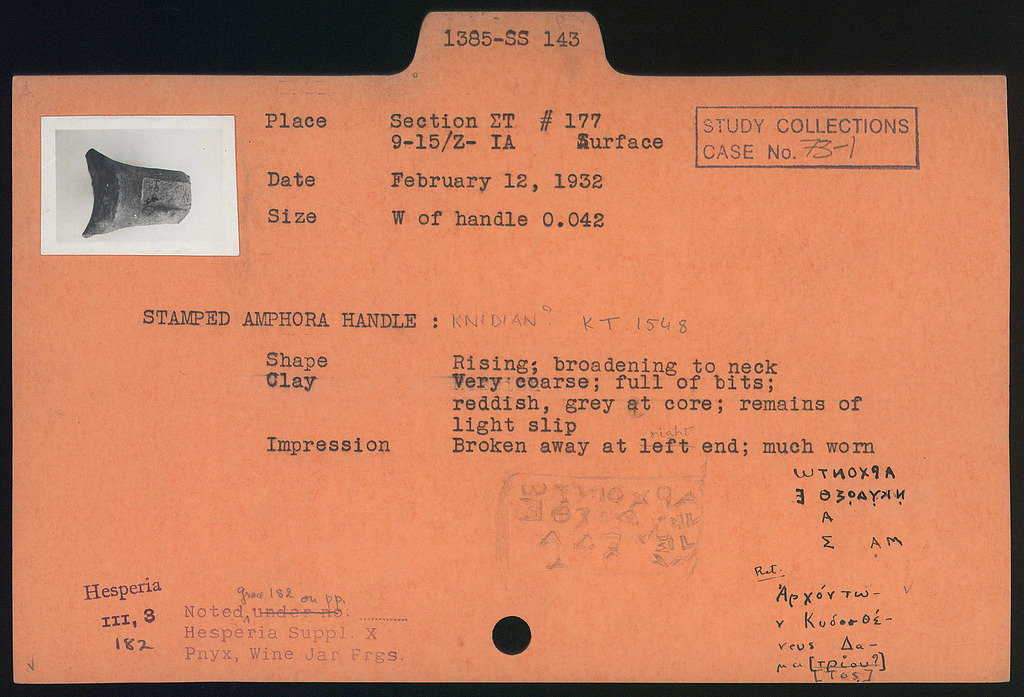 1385-SS 143
Place Section ΣΤ # 177
9-15/Z- IA Surface
STUDY COLLECTIONS
CASE No. 73-1
Date February 12, 1932
Size W of handle 0.042
STAMPED AMPHORA HANDLE : KNIDIAN? KT 1548
Shape Rising; broadening to neck
Clay Very coarse; full of bits;
reddish, grey at core; remains of
light slip
right
Impression Broken away at left end; much worn
Α
Σ ΑΜ
Ret.
Ἀρχόντω-
ν Κυδοσθέ-
νευς Δα-
μα[τρίου?]
[τος]
Hesperia
III, 3
182
Grace 182 on pp.
Noted, under no. ..........
Hesperia Suppl. X
Pnyx, Wine Jar Frgs.